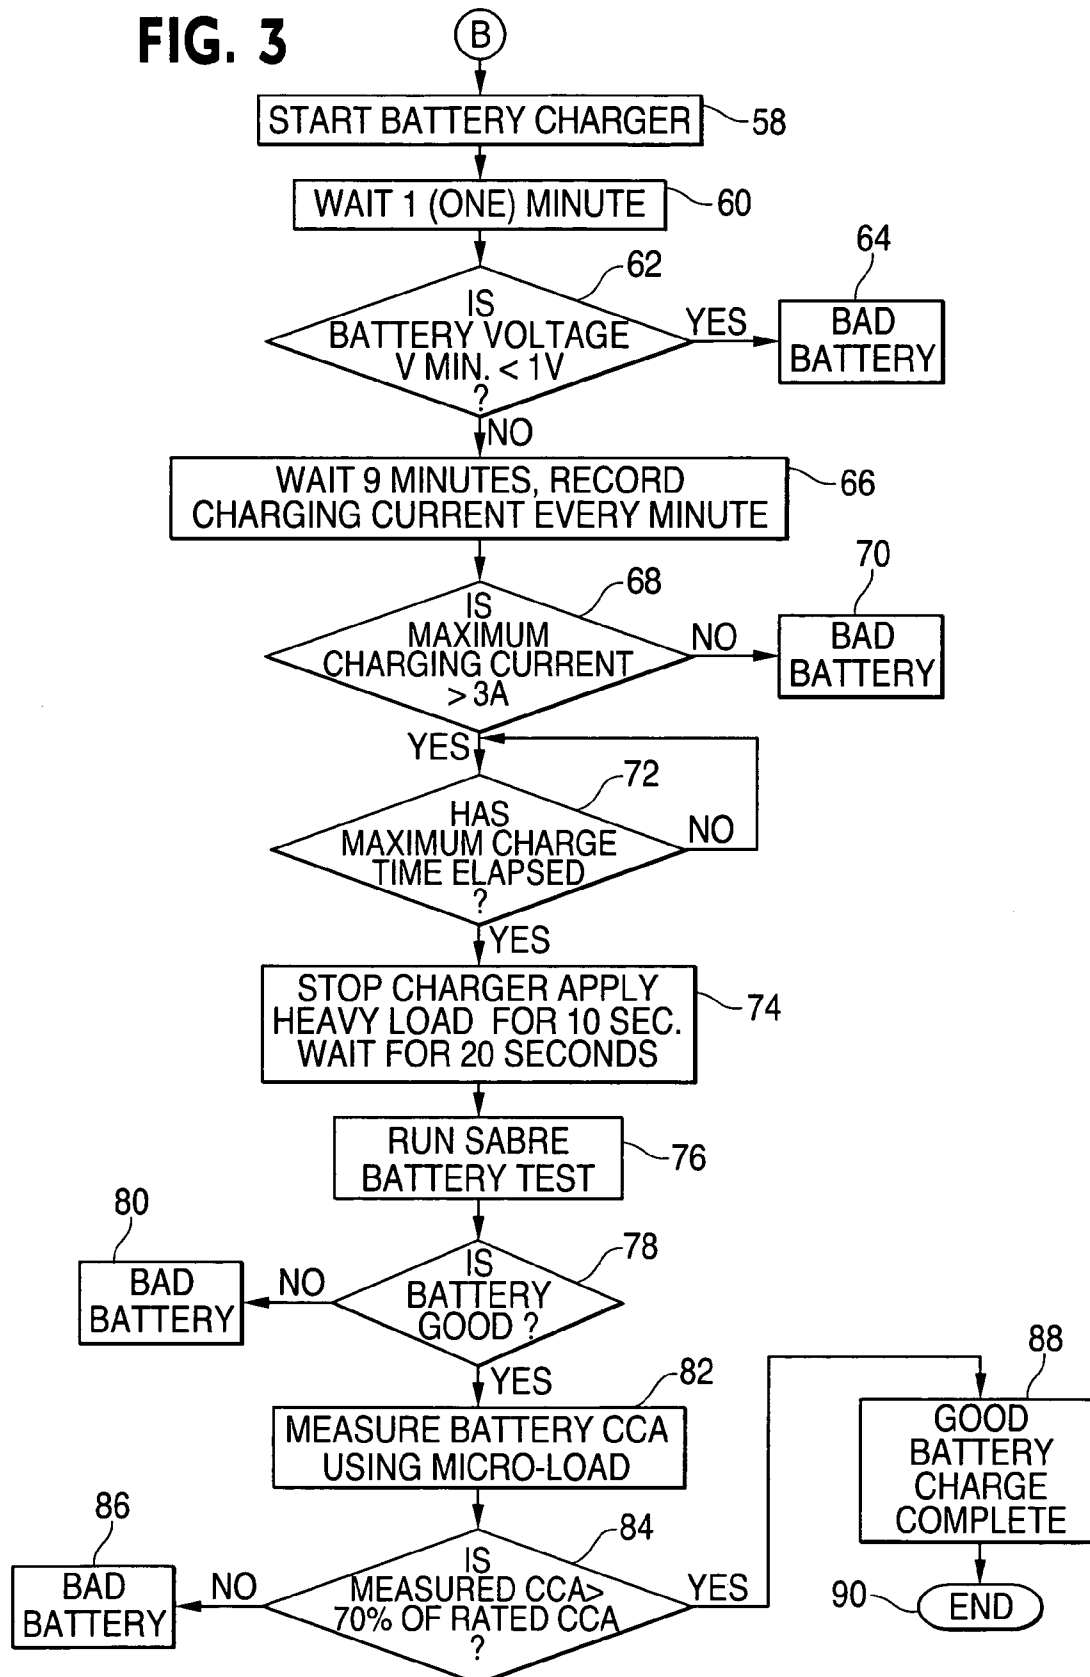 FIG. 3
B
START BATTERY CHARGER
58
WAIT 1 (ONE) MINUTE
60
62
IS
BATTERY VOLTAGE
V MIN. < 1V
?
YES
64
BAD
BATTERY
NO
WAIT 9 MINUTES, RECORD
CHARGING CURRENT EVERY MINUTE
66
68
IS
MAXIMUM
CHARGING CURRENT
> 3A
NO
70
BAD
BATTERY
YES
72
HAS
MAXIMUM CHARGE
TIME ELAPSED
?
NO
YES
STOP CHARGER APPLY
HEAVY LOAD FOR 10 SEC.
WAIT FOR 20 SECONDS
74
RUN SABRE
BATTERY TEST
76
78
IS
BATTERY
GOOD ?
NO
80
BAD
BATTERY
YES
82
MEASURE BATTERY CCA
USING MICRO-LOAD
84
IS
MEASURED CCA>
70% OF RATED CCA
?
NO
86
BAD
BATTERY
YES
88
GOOD
BATTERY
CHARGE
COMPLETE
90
END